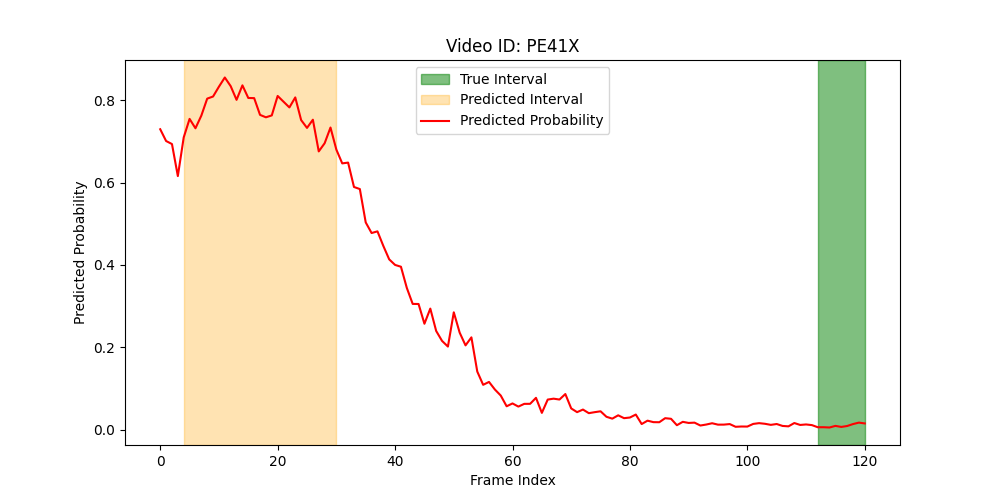 Video ID: PE41X
True Interval
Predicted Interval
Predicted Probability
Predicted Probability
0.8
0.6
0.4
0.2
0.0
0 20 40 60 80 100 120
Frame Index